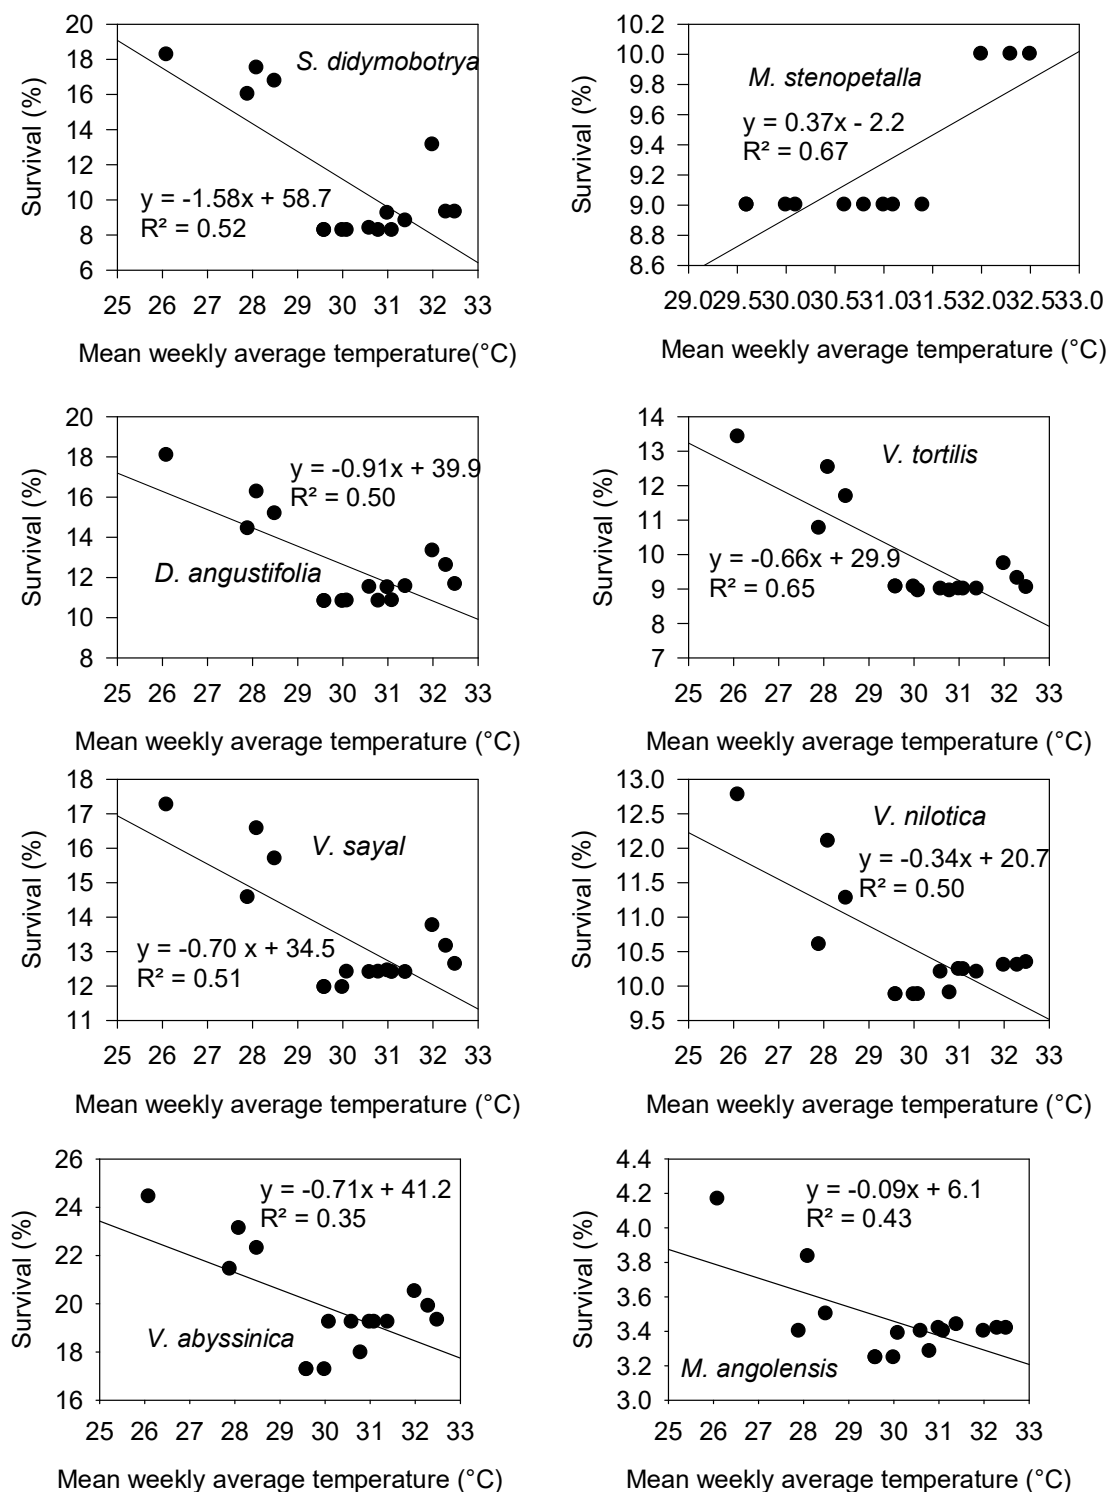 20
18
16
14
12
10
8
6
Survival (%)
S. didymobotrya
y = -1.58x + 58.7
R² = 0.52
25 26 27 28 29 30 31 32 33
Mean weekly average temperature(°C)
10.2
10.0
9.8
9.6
9.4
9.2
9.0
8.8
8.6
Survival (%)
M. stenopetalla
y = 0.37x - 2.2
R² = 0.67
29.029.530.030.531.031.532.032.533.0
Mean weekly average temperature (°C)
20
18
16
14
12
10
8
Survival (%)
y = -0.91x + 39.9
R² = 0.50
D. angustifolia
25 26 27 28 29 30 31 32 33
Mean weekly average temperature (°C)
14
13
12
11
10
9
8
7
Survival (%)
V. tortilis
y = -0.66x + 29.9
R² = 0.65
25 26 27 28 29 30 31 32 33
Mean weekly average temperature (°C)
18
17
16
15
14
13
12
11
Survival (%)
V. sayal
y = -0.70 x + 34.5
R² = 0.51
25 26 27 28 29 30 31 32 33
Mean weekly average temperature (°C)
13.0
12.5
12.0
11.5
11.0
10.5
10.0
9.5
Survival (%)
V. nilotica
y = -0.34x + 20.7
R² = 0.50
25 26 27 28 29 30 31 32 33
Mean weekly average temperature (°C)
26
24
22
20
18
16
Survival (%)
y = -0.71x + 41.2
R² = 0.35
V. abyssinica
25 26 27 28 29 30 31 32 33
Mean weekly average temperature (°C)
4.4
4.2
4.0
3.8
3.6
3.4
3.2
3.0
Survival (%)
y = -0.09x + 6.1
R² = 0.43
M. angolensis
25 26 27 28 29 30 31 32 33
Mean weekly average temperature (°C)